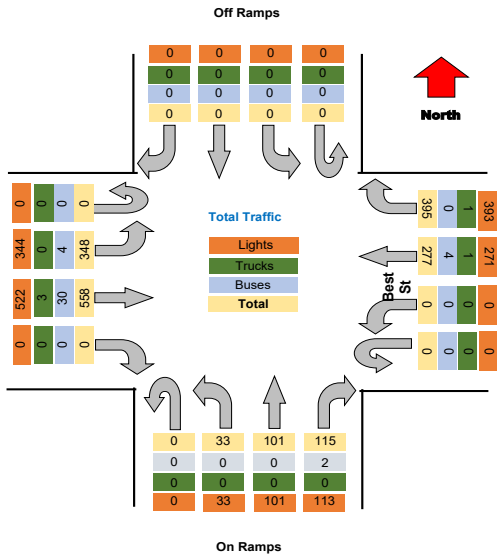 Off Ramps
0 0 0 0
0 0 0 0
0 0 0 0
0 0 0 0
North
0 0 0 0
344 0 4 348
522 3 30 558
0 0 0 0
Total Traffic
Lights
Trucks
Buses
Total
Best St
395 0 1 393
277 4 1 271
0 0 0 0
0 0 0 0
0 33 101 115
0 0 0 2
0 0 0 0
0 33 101 113
On Ramps